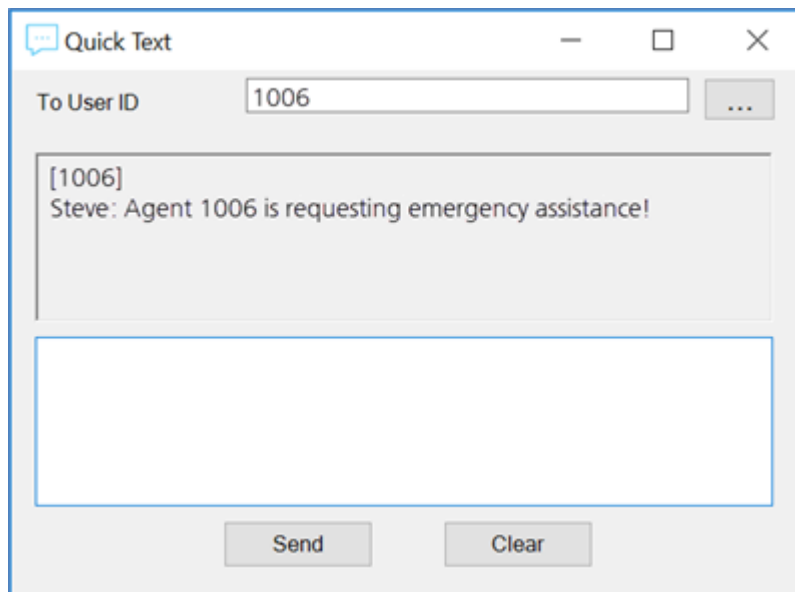 Quick Text
To User ID 1006 ...
[1006]
Steve: Agent 1006 is requesting emergency assistance!
Send Clear